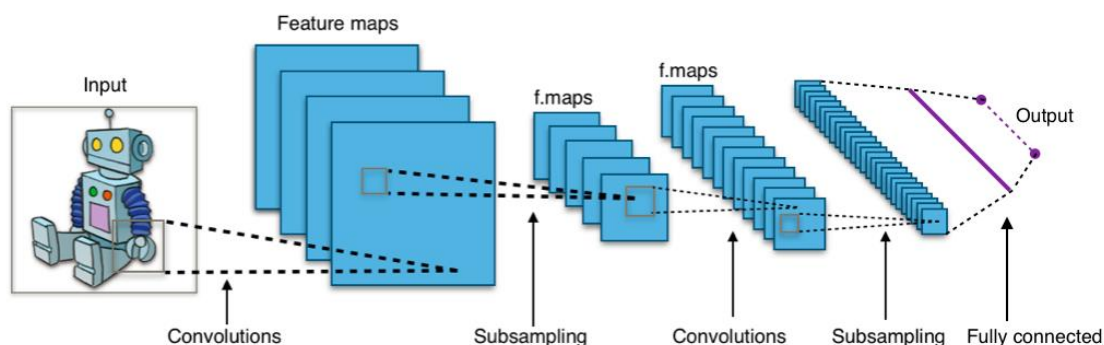 Feature maps
f.maps
Input
f.maps
Output
Convolutions
Subsampling
Convolutions
Subsampling
Fully connected